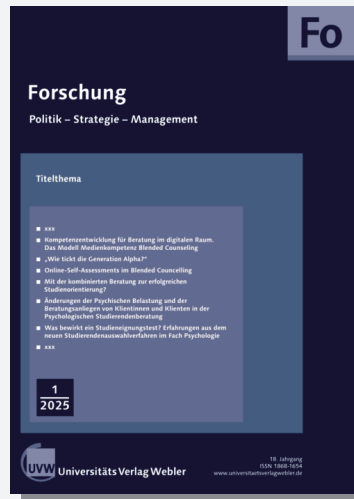 Fo
Forschung
Politik – Strategie – Management
Titelthema
xxx
Kompetenzentwicklung für Beratung im digitalen Raum.
Das Modell Medienkompetenz Blended Counseling
„Wie tickt die Generation Alpha?“
Online-Self-Assessments im Blended Councelling
Mit der kombinierten Beratung zur erfolgreichen
Studienorientierung?
Änderungen der Psychischen Belastung und der
Beratungsanliegen von Klientinnen und Klienten in der
Psychologischen Studierendenberatung
Was bewirkt ein Studieneignungstest? Erfahrungen aus dem
neuen Studierendenauswahlverfahren im Fach Psychologie
xxx
1
2025
18. Jahrgang
ISSN 1868-1654
www.universitaetsverlagwebler.de
UVW UniversitätsVerlagWebler